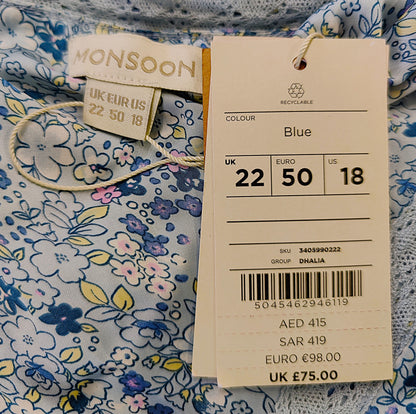 MONSOON
UK EUR US
22 50 18
RECYCLABLE
COLOUR
Blue
UK 22 EURO 50 US 18
SKU 3405990222
GROUP DHALIA
5045462946119
AED 415
SAR 419
EURO €98.00
UK £75.00